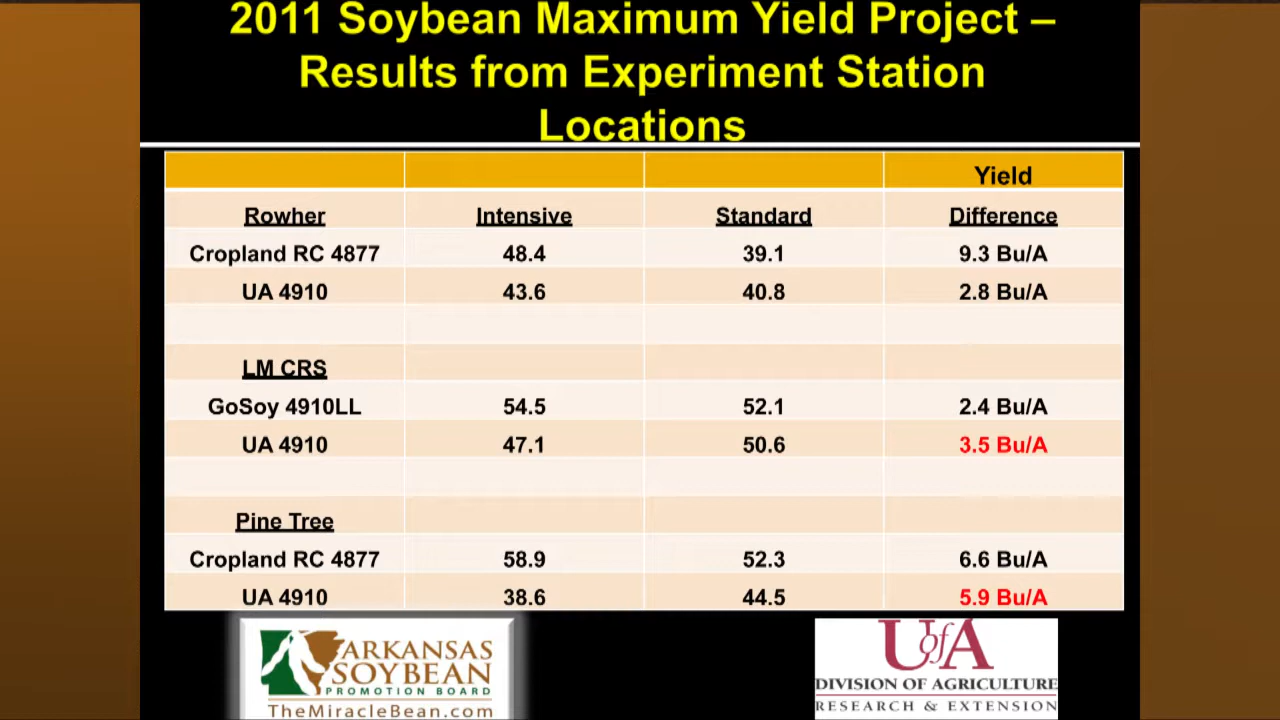 2011 Soybean Maximum Yield Project –
Results from Experiment Station
Locations
Yield
Rowher Intensive Standard Difference
Cropland RC 4877 48.4 39.1 9.3 Bu/A
UA 4910 43.6 40.8 2.8 Bu/A
LM CRS
GoSoy 4910LL 54.5 52.1 2.4 Bu/A
UA 4910 47.1 50.6 3.5 Bu/A
Pine Tree
Cropland RC 4877 58.9 52.3 6.6 Bu/A
UA 4910 38.6 44.5 5.9 Bu/A
ARKANSAS
SOYBEAN
PROMOTION BOARD
TheMiracleBean.com
UofA
DIVISION OF AGRICULTURE
RESEARCH & EXTENSION